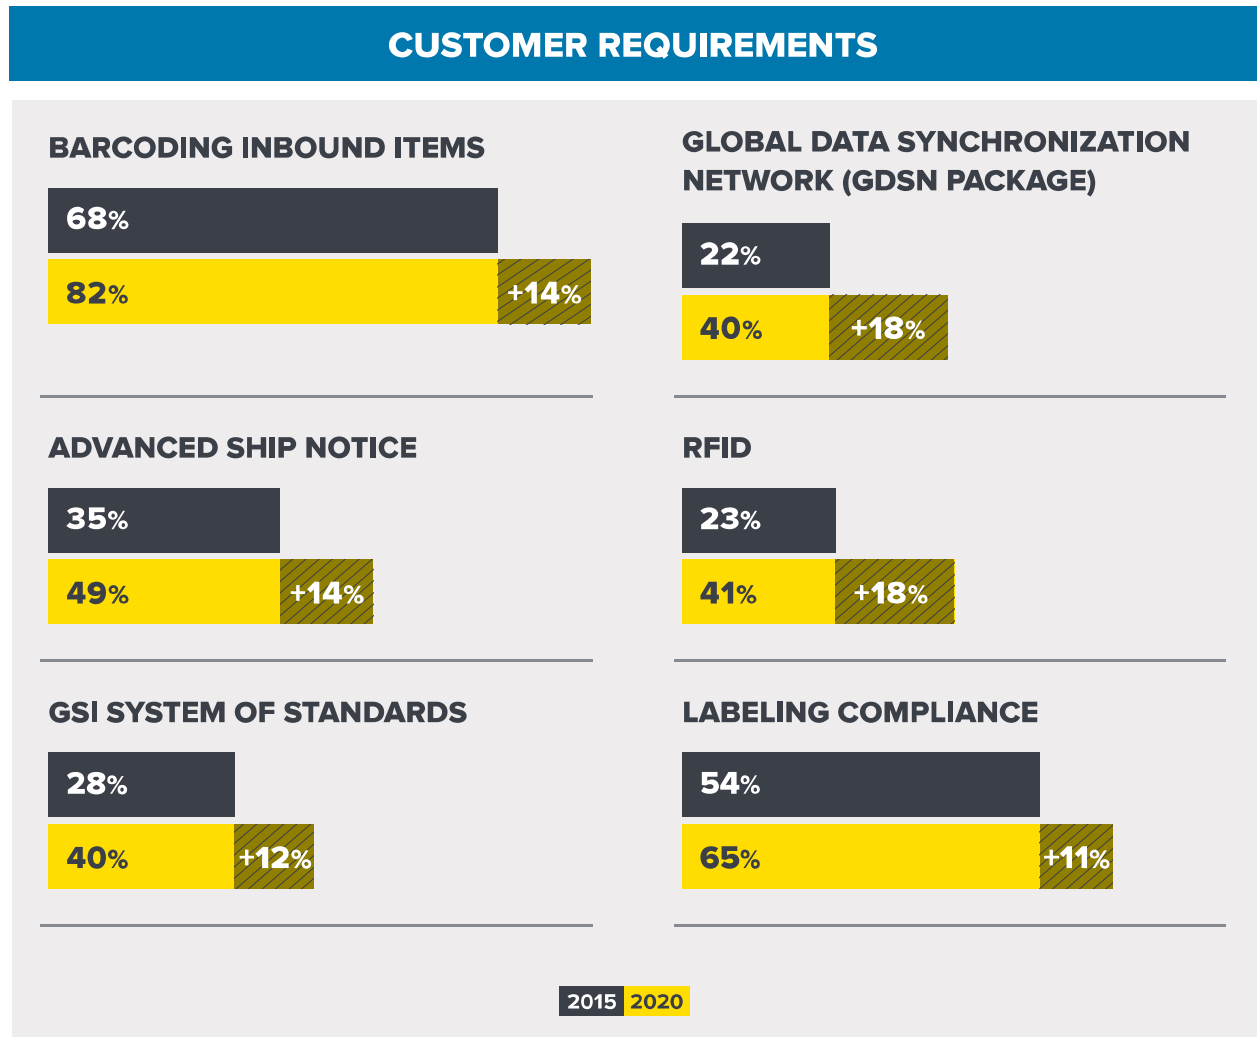 CUSTOMER REQUIREMENTS
BARCODING INBOUND ITEMS
68%
82%
+14%
GLOBAL DATA SYNCHRONIZATION
NETWORK (GDSN PACKAGE)
22%
40%
+18%
ADVANCED SHIP NOTICE
35%
49%
+14%
RFID
23%
41%
+18%
GSI SYSTEM OF STANDARDS
28%
40%
+12%
LABELING COMPLIANCE
54%
65%
+11%
2015 2020